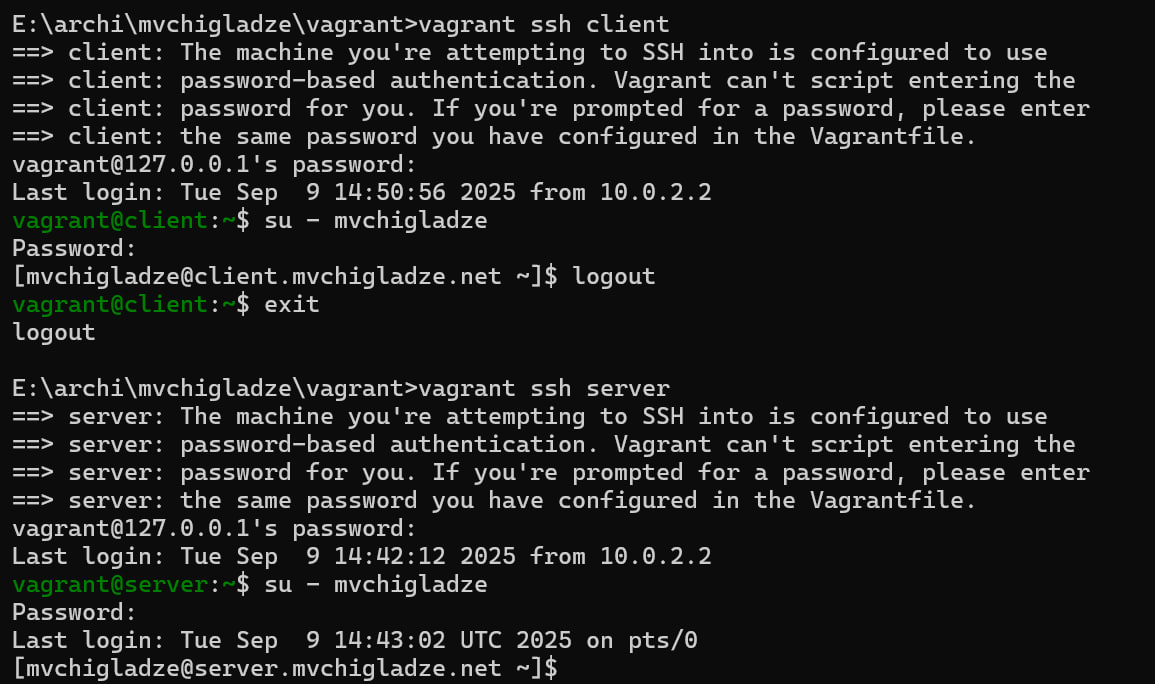 E:\archi\mvchigladze\vagrant>vagrant ssh client
==> client: The machine you're attempting to SSH into is configured to use
==> client: password-based authentication. Vagrant can't script entering the
==> client: password for you. If you're prompted for a password, please enter
==> client: the same password you have configured in the Vagrantfile.
vagrant@127.0.0.1's password:
Last login: Tue Sep  9 14:50:56 2025 from 10.0.2.2
vagrant@client:~$ su - mvchigladze
Password:
[mvchigladze@client.mvchigladze.net ~]$ logout
vagrant@client:~$ exit
logout
E:\archi\mvchigladze\vagrant>vagrant ssh server
==> server: The machine you're attempting to SSH into is configured to use
==> server: password-based authentication. Vagrant can't script entering the
==> server: password for you. If you're prompted for a password, please enter
==> server: the same password you have configured in the Vagrantfile.
vagrant@127.0.0.1's password:
Last login: Tue Sep  9 14:42:12 2025 from 10.0.2.2
vagrant@server:~$ su - mvchigladze
Password:
Last login: Tue Sep  9 14:43:02 UTC 2025 on pts/0
[mvchigladze@server.mvchigladze.net ~]$